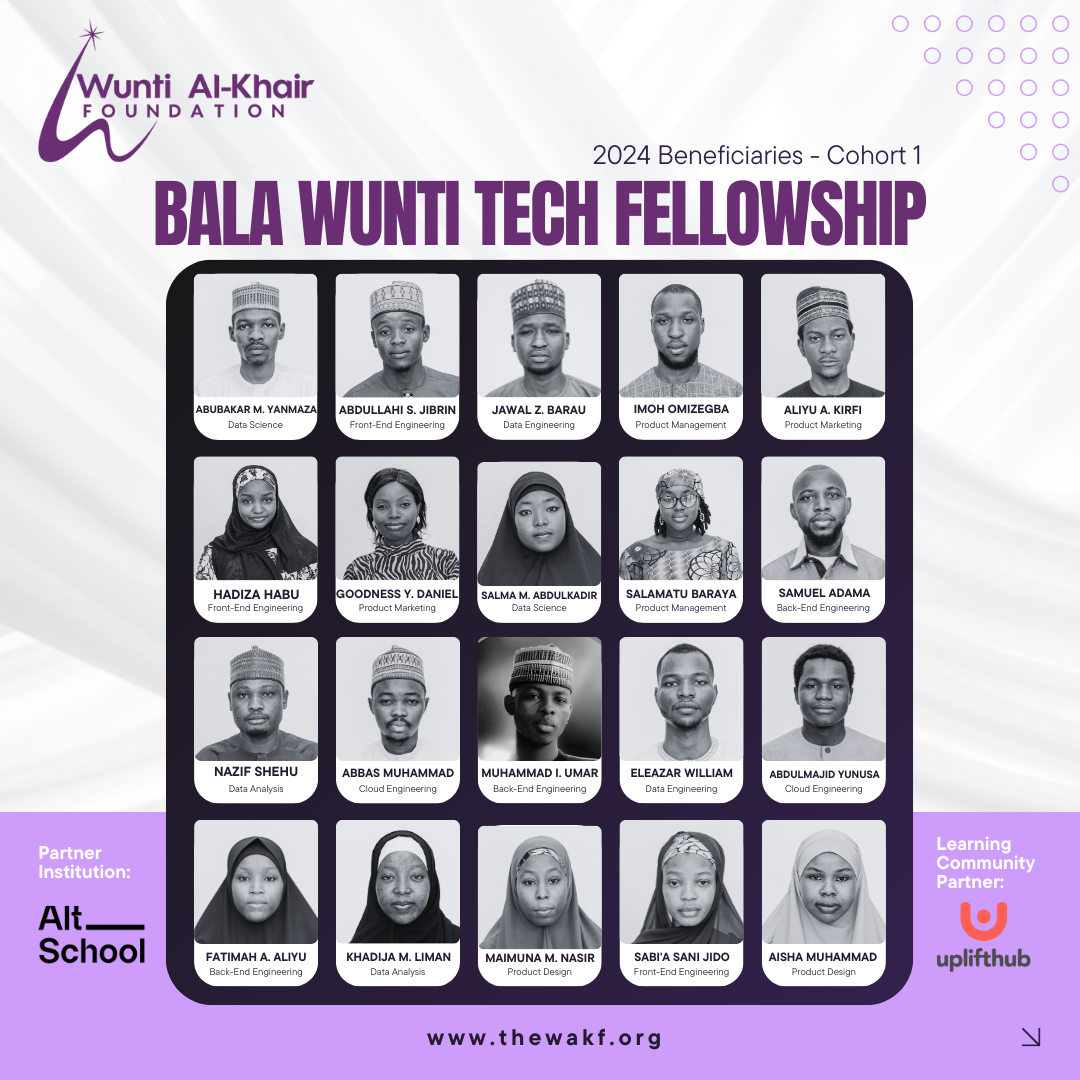 Wunti Al-Khair
FOUNDATION
2024 Beneficiaries - Cohort 1
BALA WUNTI TECH FELLOWSHIP
ABUBAKAR M. YANMAZA
Data Science
ABDULLAHI S. JIBRIN
Front-End Engineering
JAWAL Z. BARAU
Data Engineering
IMOH OMIZEGBA
Product Management
ALIYU A. KIRFI
Product Marketing
HADIZA HABU
Front-End Engineering
GOODNESS Y. DANIEL
Product Marketing
SALMA M. ABDULKADIR
Data Science
SALAMATU BARAYA
Product Management
SAMUEL ADAMA
Back-End Engineering
NAZIF SHEHU
Data Analysis
ABBAS MUHAMMAD
Cloud Engineering
MUHAMMAD I. UMAR
Back-End Engineering
ELEAZAR WILLIAM
Data Engineering
ABDULMAJID YUNUSA
Cloud Engineering
FATIMAH A. ALIYU
Back-End Engineering
KHADIJA M. LIMAN
Data Analysis
MAIMUNA M. NASIR
Product Design
SABI'A SANI JIDO
Front-End Engineering
AISHA MUHAMMAD
Product Design
Partner
Institution:
Alt
School
Learning
Community
Partner:
uplifthub
www.thewakf.org